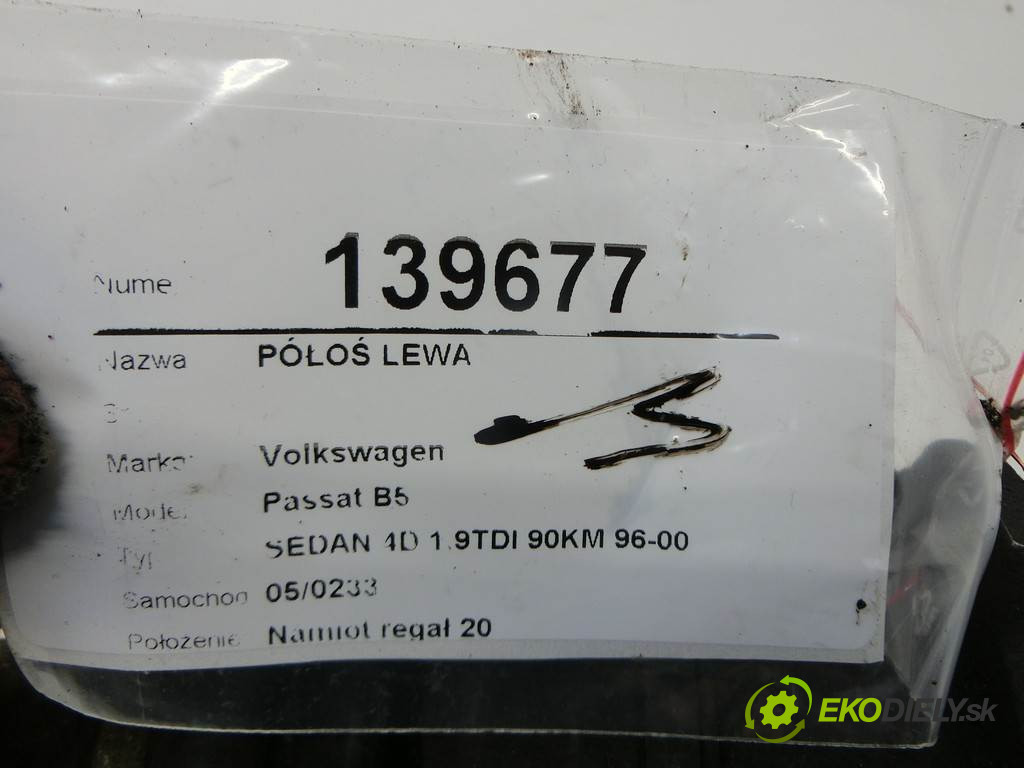 Nume 139677
Nazwa PÓŁOŚ LEWA
Marka Volkswagen
Model Passat B5
Typ SEDAN 4D 1.9TDI 90KM 96-00
Samochod 05/0233
Położenie Namiot regał 20
EKODIELY.sk